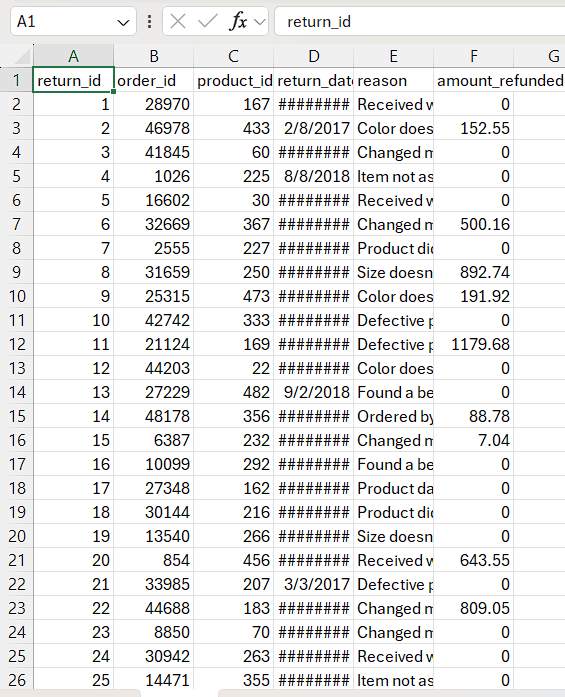 A1 fx return_id
A B C D E F G
1 return_id order_id product_id return_date reason amount_refunded
2 1 28970 167 ######## Received w 0
3 2 46978 433 2/8/2017 Color does 152.55
4 3 41845 60 ######## Changed m 0
5 4 1026 225 8/8/2018 Item not as 0
6 5 16602 30 ######## Received w 0
7 6 32669 367 ######## Changed m 500.16
8 7 2555 227 ######## Product did 0
9 8 31659 250 ######## Size doesn 892.74
10 9 25315 473 ######## Color does 191.92
11 10 42742 333 ######## Defective p 0
12 11 21124 169 ######## Defective p 1179.68
13 12 44203 22 ######## Color does 0
14 13 27229 482 9/2/2018 Found a be 0
15 14 48178 356 ######## Ordered by 88.78
16 15 6387 232 ######## Changed m 7.04
17 16 10099 292 ######## Found a be 0
18 17 27348 162 ######## Product da 0
19 18 30144 216 ######## Product did 0
20 19 13540 266 ######## Size doesn 0
21 20 854 456 ######## Received w 643.55
22 21 33985 207 3/3/2017 Defective p 0
23 22 44688 183 ######## Changed m 809.05
24 23 8850 70 ######## Changed m 0
25 24 30942 263 ######## Received w 0
26 25 14471 355 ######## Item not as 0